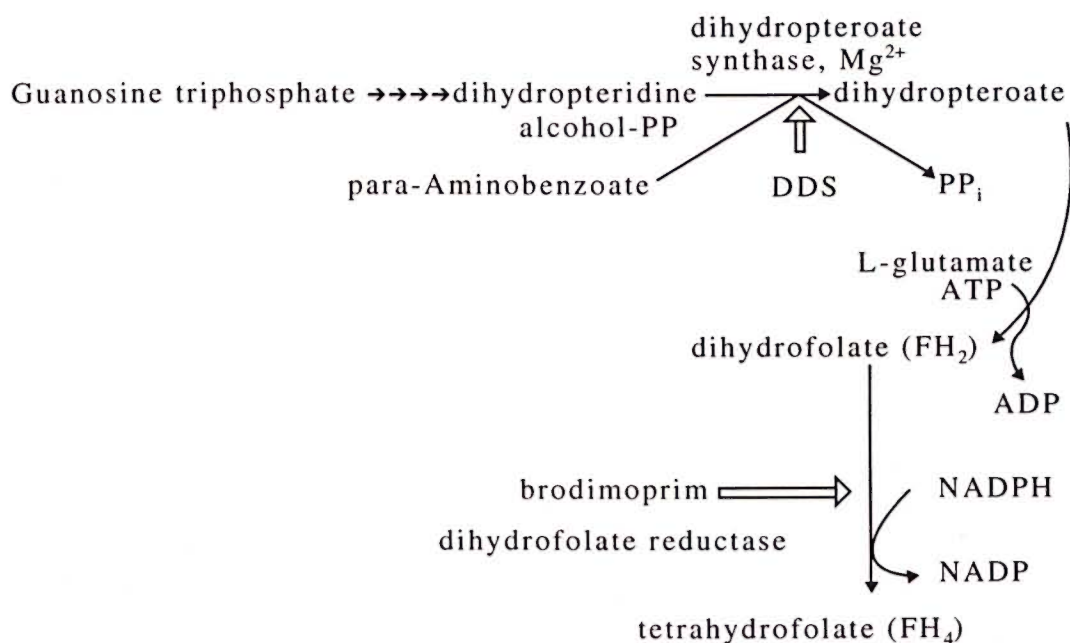 dihydropteroate
synthase, Mg²⁺
Guanosine triphosphate →→→→dihydropteridine → dihydropteroate
alcohol-PP
para-Aminobenzoate
DDS
PPᵢ
L-glutamate
ATP
dihydrofolate (FH₂)
ADP
brodimoprim
NADPH
dihydrofolate reductase
NADP
tetrahydrofolate (FH₄)